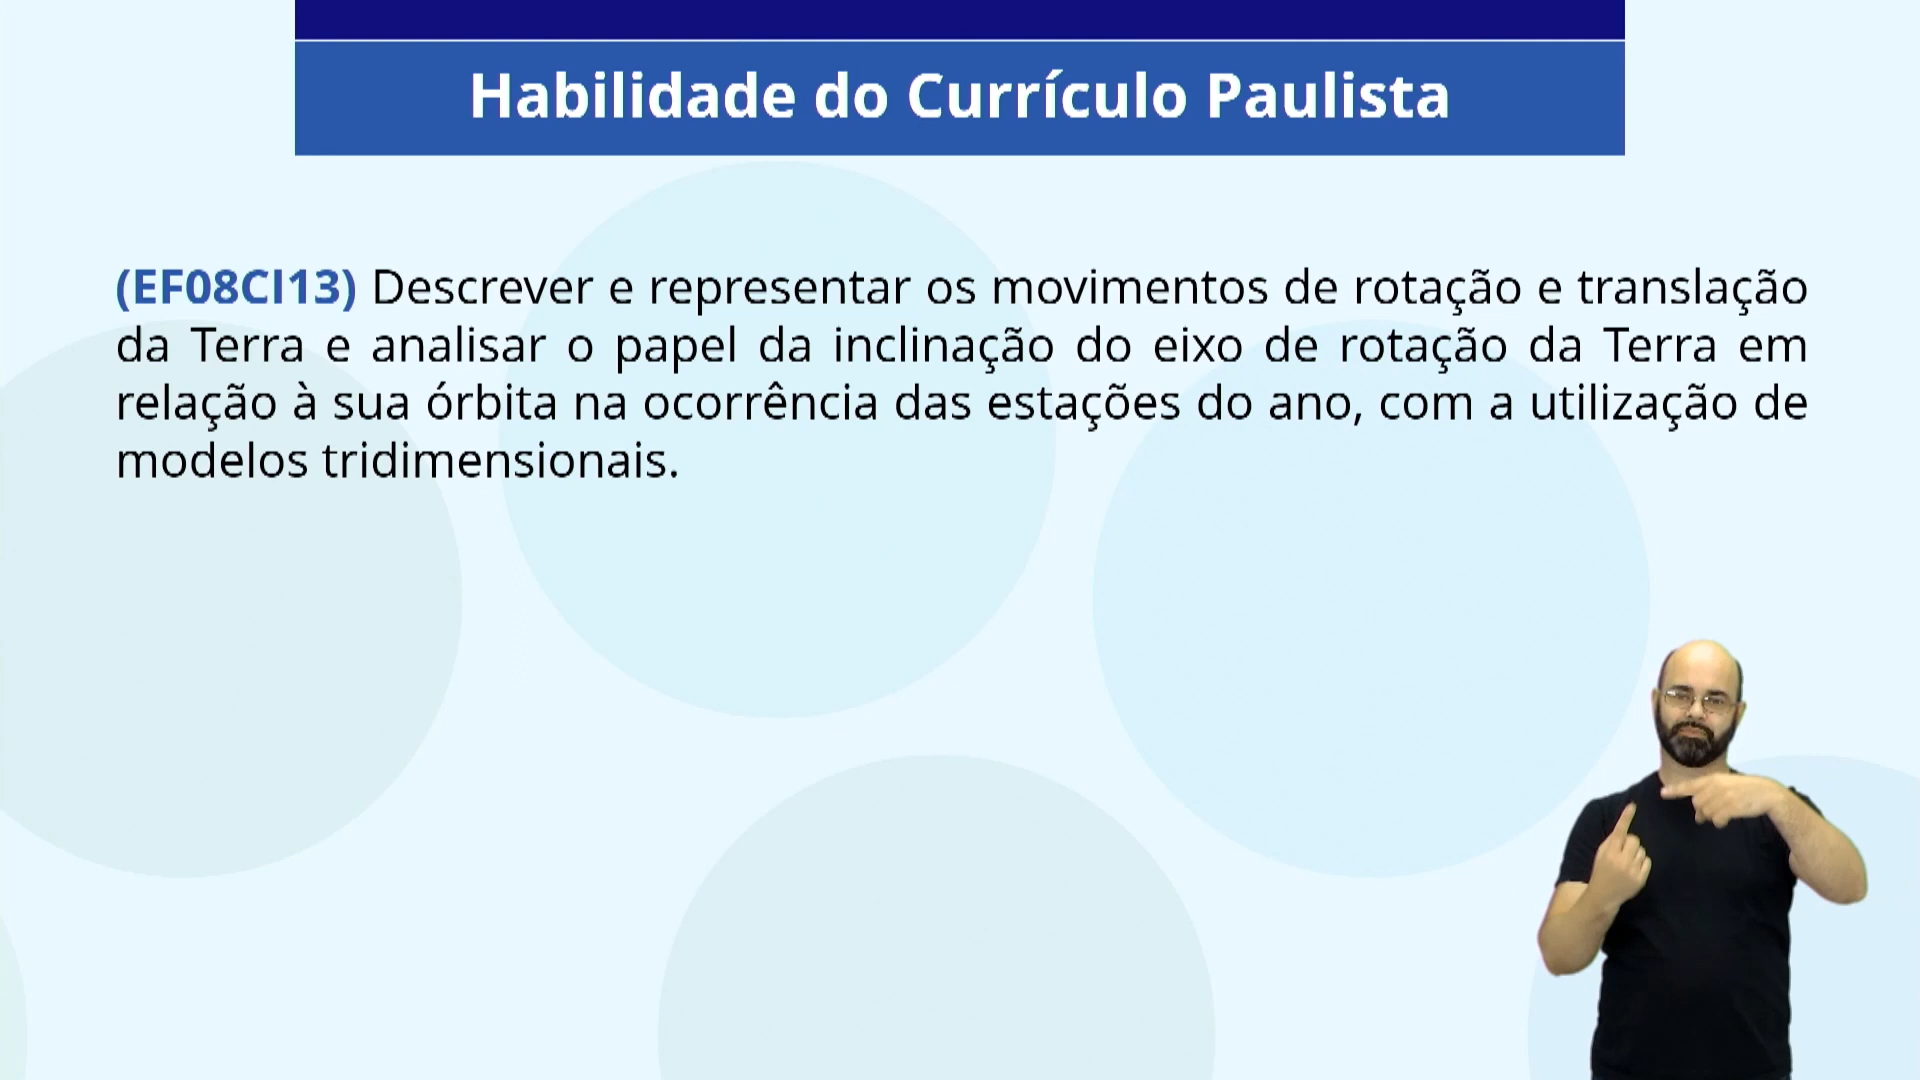 Habilidade do Currículo Paulista
(EF08CI13) Descrever e representar os movimentos de rotação e translação
da Terra e analisar o papel da inclinação do eixo de rotação da Terra em
relação à sua órbita na ocorrência das estações do ano, com a utilização de
modelos tridimensionais.